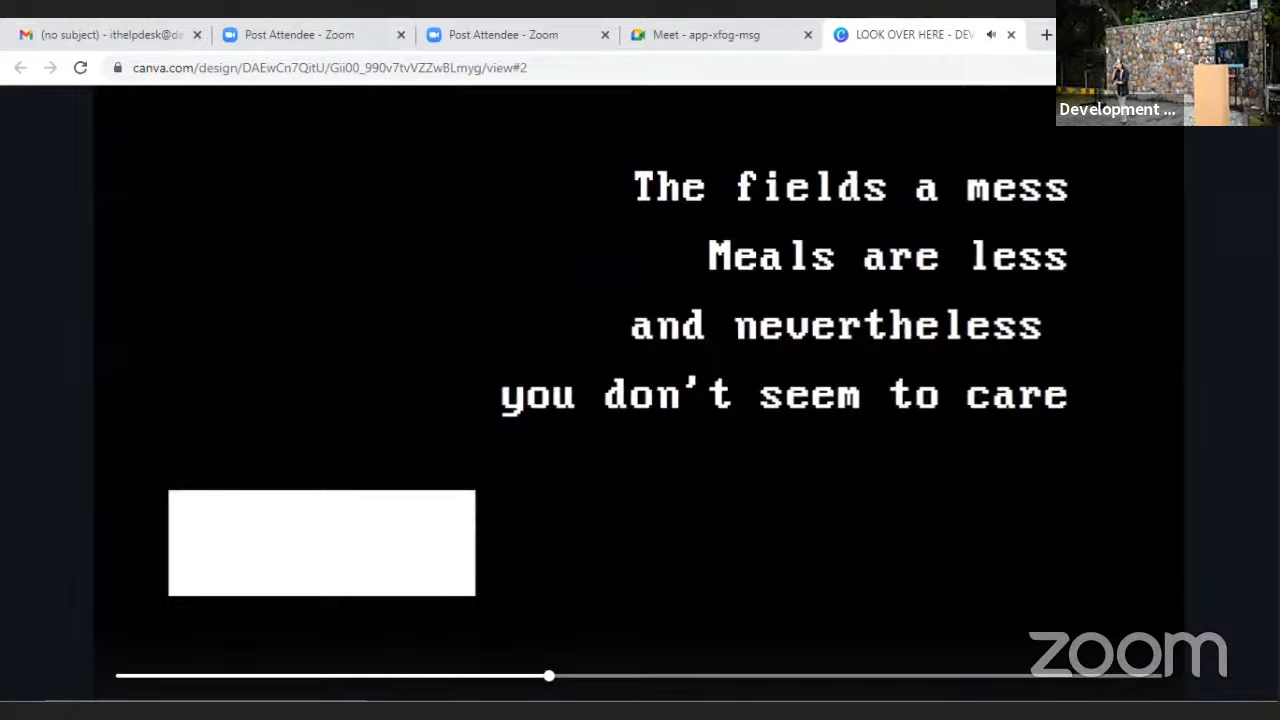 (no subject) - ithelpdesk@de
Post Attendee - Zoom
Post Attendee - Zoom
Meet - app-xfog-msg
LOOK OVER HERE - DEV
canva.com/design/DAEwCn7QitU/Gii00_990v7tvVZZwBLmyg/view#2
Development ...
The fields a mess
Meals are less
and nevertheless
you don't seem to care
zoom